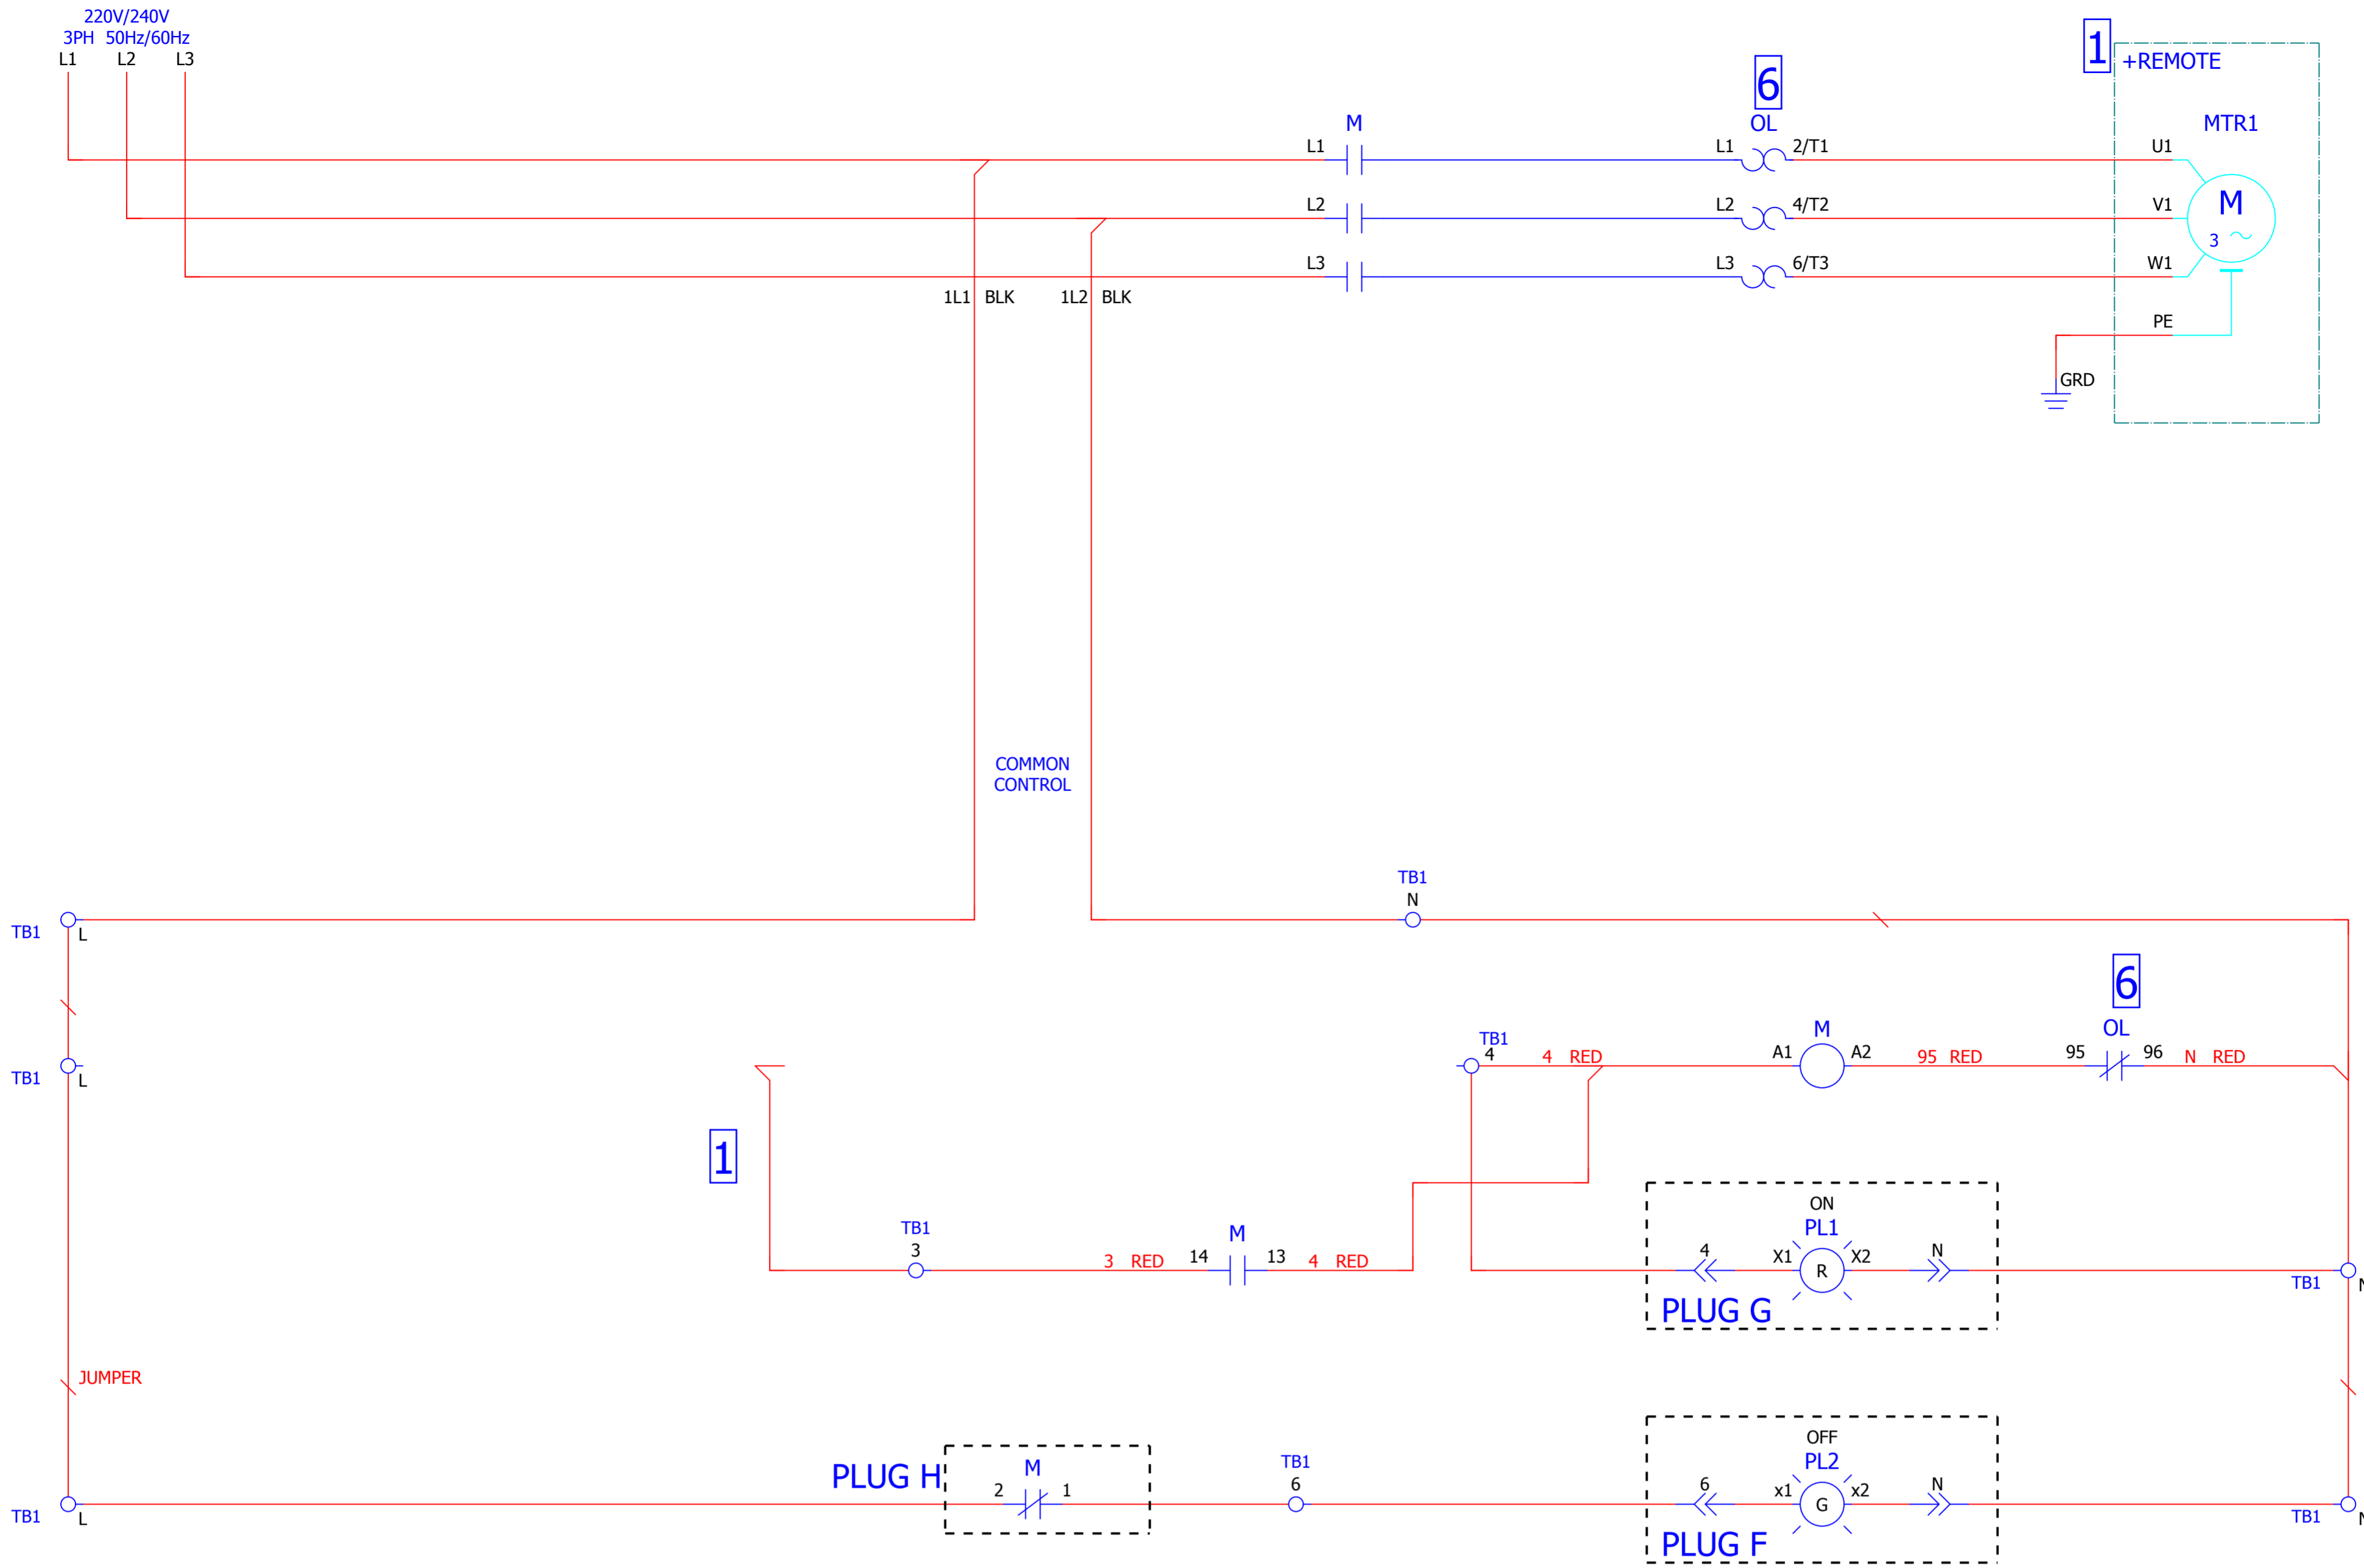 220V/240V
3PH 50Hz/60Hz
L1 L2 L3
1
+REMOTE
6
M
OL
MTR1
L1
L1
2/T1
U1
L2
L2
4/T2
V1
M
3
L3
L3
6/T3
W1
1L1 BLK
1L2 BLK
PE
GRD
COMMON
CONTROL
TB1
N
TB1
L
6
TB1
4
4 RED
M
A1
A2
95 RED
OL
95
96
N RED
TB1
L
1
ON
PL1
TB1
3
3 RED
M
14
13
4 RED
4
X1
R
X2
N
TB1
N
PLUG G
JUMPER
OFF
PL2
PLUG H
M
2
1
TB1
6
6
x1
G
x2
N
TB1
L
TB1
N
PLUG F